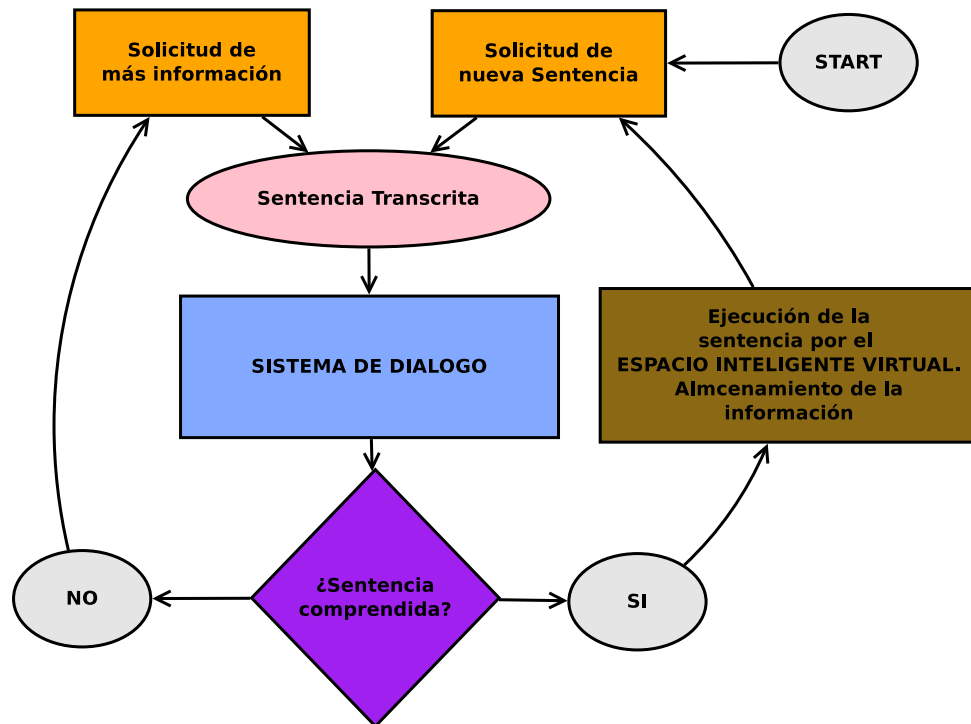 Solicitud de
más información
Solicitud de
nueva Sentencia
START
Sentencia Transcrita
SISTEMA DE DIALOGO
Ejecución de la
sentencia por el
ESPACIO INTELIGENTE VIRTUAL.
Almcenamiento de la
información
¿Sentencia
comprendida?
NO
SI